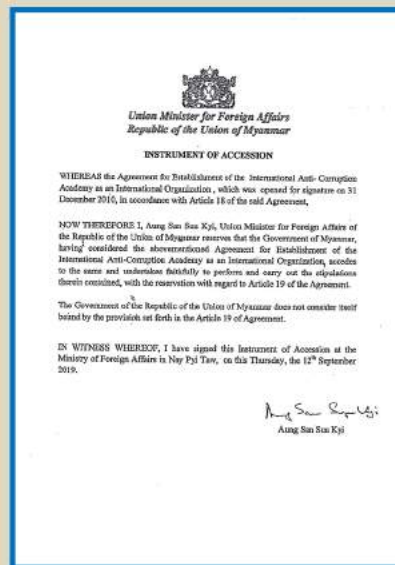 Union Minister for Foreign Affairs
Republic of the Union of Myanmar
INSTRUMENT OF ACCESSION
WHEREAS the Agreement for Establishment of the International Anti- Corruption
Academy as an International Organization , which was opened for signature on 31
December 2010, in accordance with Article 18 of the said Agreement,
NOW THEREFORE I, Aung San Suu Kyi, Union Minister for Foreign Affairs of
the Republic of the Union of Myanmar reserves that the Government of Myanmar,
having considered the abovementioned Agreement for Establishment of the
International Anti-Corruption Academy as an International Organization, accedes
to the same and undertakes faithfully to perform and carry out the stipulations
therein contained, with the reservation with regard to Article 19 of the Agreement.
The Government of the Republic of the Union of Myanmar does not consider itself
bound by the provision set forth in the Article 19 of Agreement.
IN WITNESS WHEREOF, I have signed this Instrument of Accession at the
Ministry of Foreign Affairs in Nay Pyi Taw, on this Thursday, the 12th September
2019.
Aung San Suu Kyi
Aung San Suu Kyi